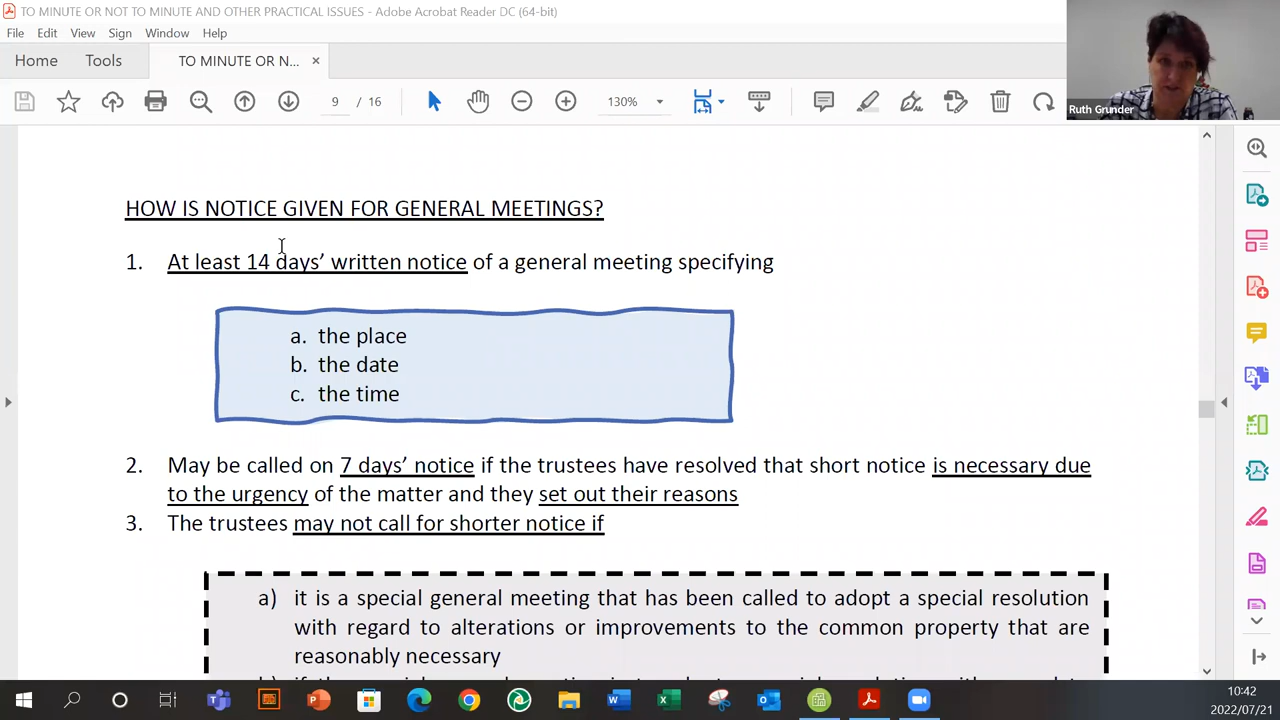 TO MINUTE OR NOT TO MINUTE AND OTHER PRACTICAL ISSUES - Adobe Acrobat Reader DC (64-bit)
File Edit View Sign Window Help
Home Tools TO MINUTE OR N... ×
9 / 16 130%
Ruth Grunder
HOW IS NOTICE GIVEN FOR GENERAL MEETINGS?
1. At least 14 days’ written notice of a general meeting specifying
a. the place
b. the date
c. the time
2. May be called on 7 days’ notice if the trustees have resolved that short notice is necessary due
to the urgency of the matter and they set out their reasons
3. The trustees may not call for shorter notice if
a) it is a special general meeting that has been called to adopt a special resolution
with regard to alterations or improvements to the common property that are
reasonably necessary
10:42
2022/07/21